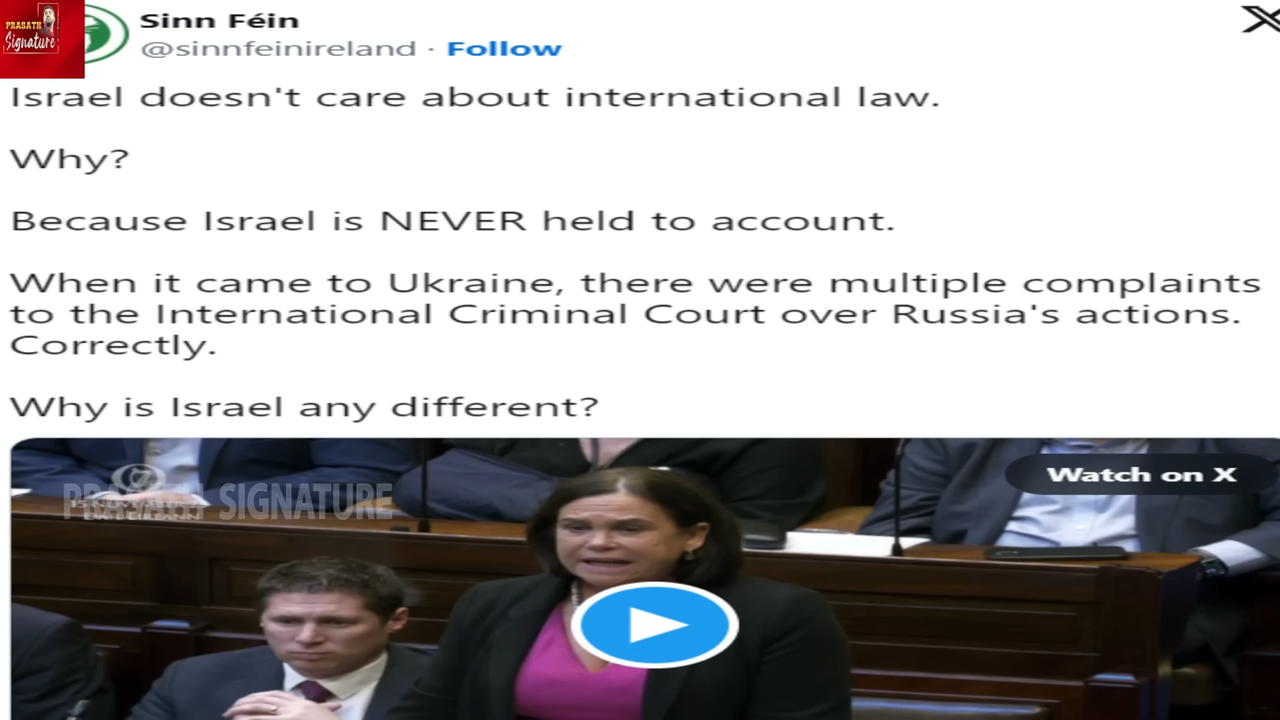 PRASATH
Signature
Sinn Féin
@sinnfeinireland · Follow
Israel doesn't care about international law.
Why?
Because Israel is NEVER held to account.
When it came to Ukraine, there were multiple complaints
to the International Criminal Court over Russia's actions.
Correctly.
Why is Israel any different?
Watch on X
SIGNATURE